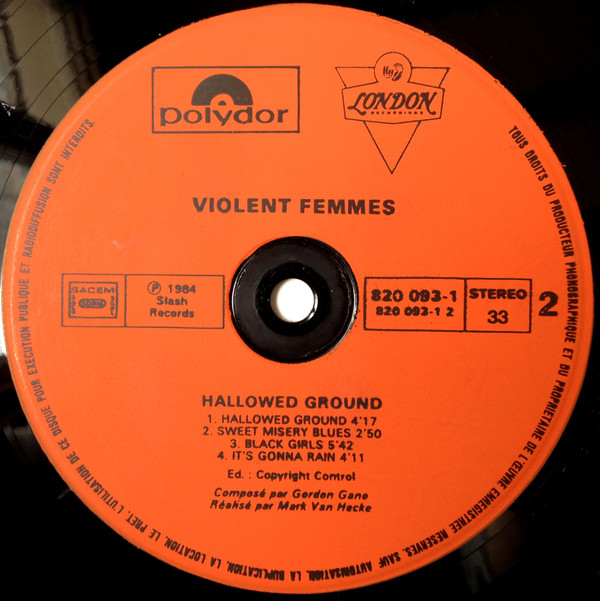 polydor
LONDON
RECORDINGS
VIOLENT FEMMES
SACEM
Ⓟ 1984
Slash
Records
820 093-1
820 093-1 2
STEREO
33
2
HALLOWED GROUND
1. HALLOWED GROUND 4'17
2. SWEET MISERY BLUES 2'50
3. BLACK GIRLS 5'42
4. IT'S GONNA RAIN 4'11
Ed. : Copyright Control
Composé par Gordon Gano
Réalisé par Mark Van Hecke
TOUS DROITS DU PRODUCTEUR PHONOGRAPHIQUE ET DU PROPRIETAIRE DE L'ŒUVRE ENREGISTREE RESERVES. SAUF AUTORISATION, LA DUPLICATION, LA LOCATION, LE PRET, L'UTILISATION DE CE DISQUE POUR EXECUTION PUBLIQUE ET RADIODIFFUSION SONT INTERDITS.